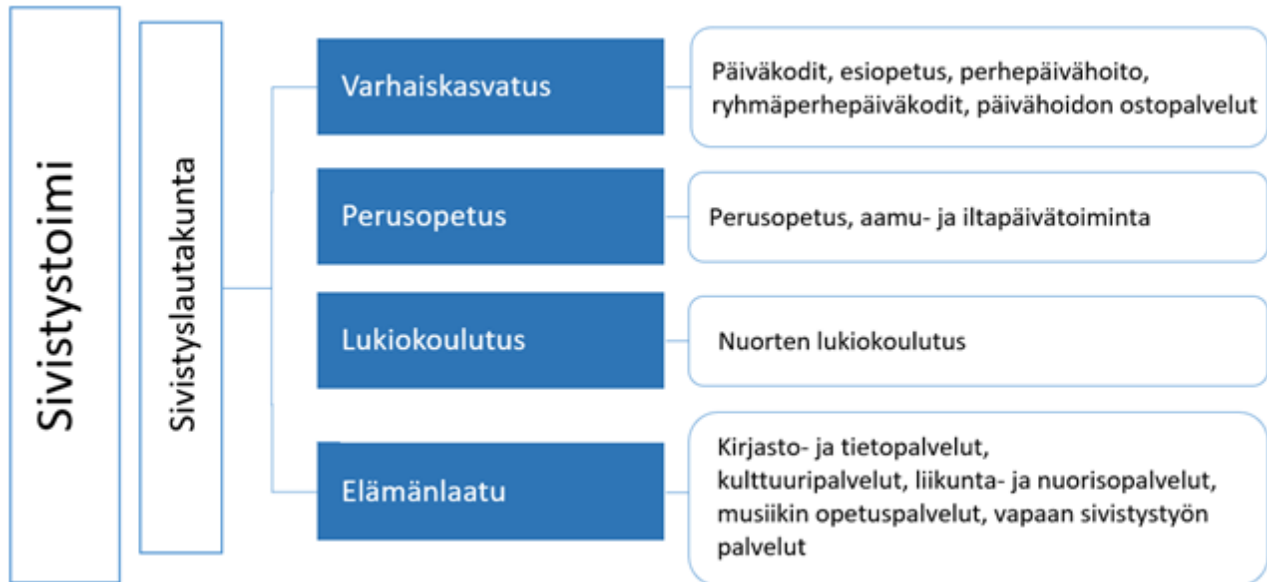 Sivistystoimi
Sivistyslautakunta
Varhaiskasvatus
Päiväkodit, esiopetus, perhepäivähoito,
ryhmäperhepäiväkodit, päivähoidon ostopalvelut
Perusopetus
Perusopetus, aamu- ja iltapäivätoiminta
Lukiokoulutus
Nuorten lukiokoulutus
Elämänlaatu
Kirjasto- ja tietopalvelut,
kulttuuripalvelut, liikunta- ja nuorisopalvelut,
musiikin opetuspalvelut, vapaan sivistystyön
palvelut